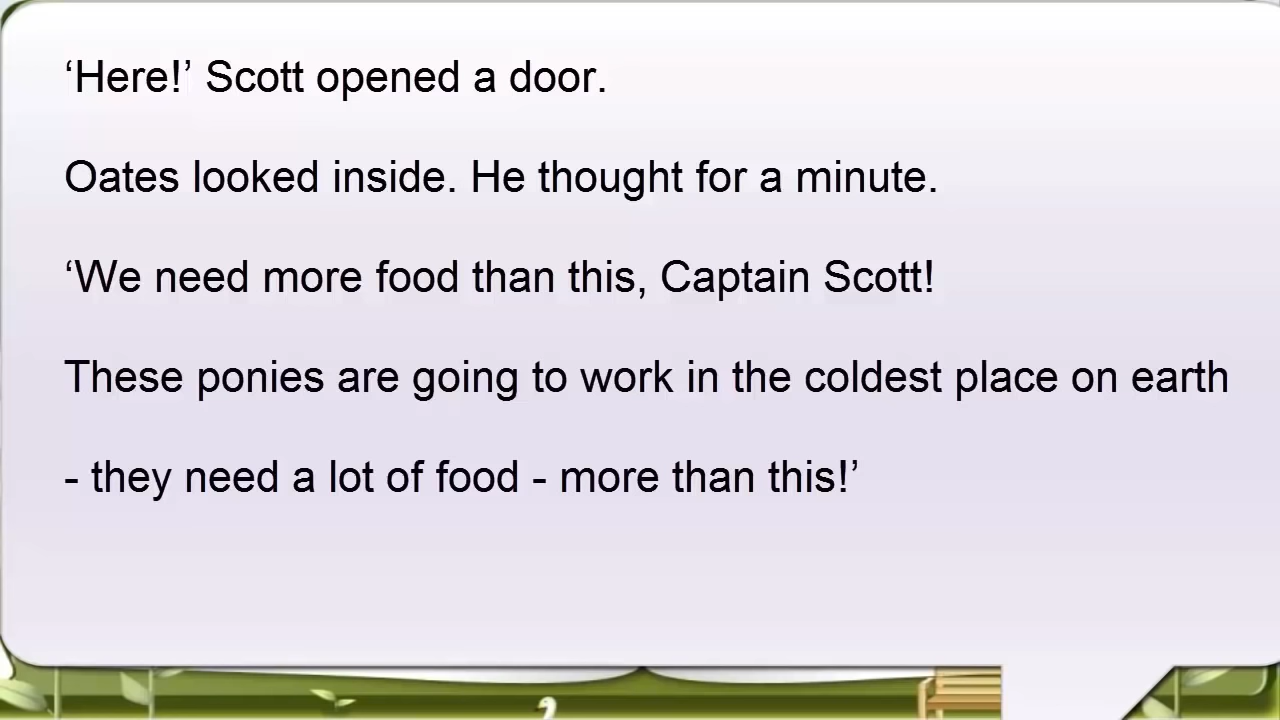 ‘Here!’ Scott opened a door.
Oates looked inside. He thought for a minute.
‘We need more food than this, Captain Scott!
These ponies are going to work in the coldest place on earth
- they need a lot of food - more than this!’